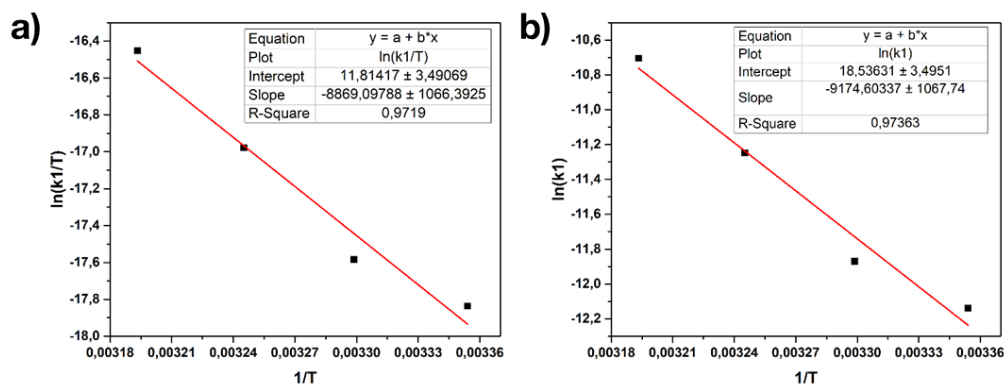 a)
Equation y = a + b*x
Plot ln(k1/T)
Intercept 11,81417 ± 3,49069
Slope -8869,09788 ± 1066,3925
R-Square 0,9719
ln(k1/T)
-16,4
-16,6
-16,8
-17,0
-17,2
-17,4
-17,6
-17,8
-18,0
0,00318 0,00321 0,00324 0,00327 0,00330 0,00333 0,00336
1/T
b)
Equation y = a + b*x
Plot ln(k1)
Intercept 18,53631 ± 3,4951
Slope -9174,60337 ± 1067,74
R-Square 0,97363
ln(k1)
-10,6
-10,8
-11,0
-11,2
-11,4
-11,6
-11,8
-12,0
-12,2
0,00318 0,00321 0,00324 0,00327 0,00330 0,00333 0,00336
1/T